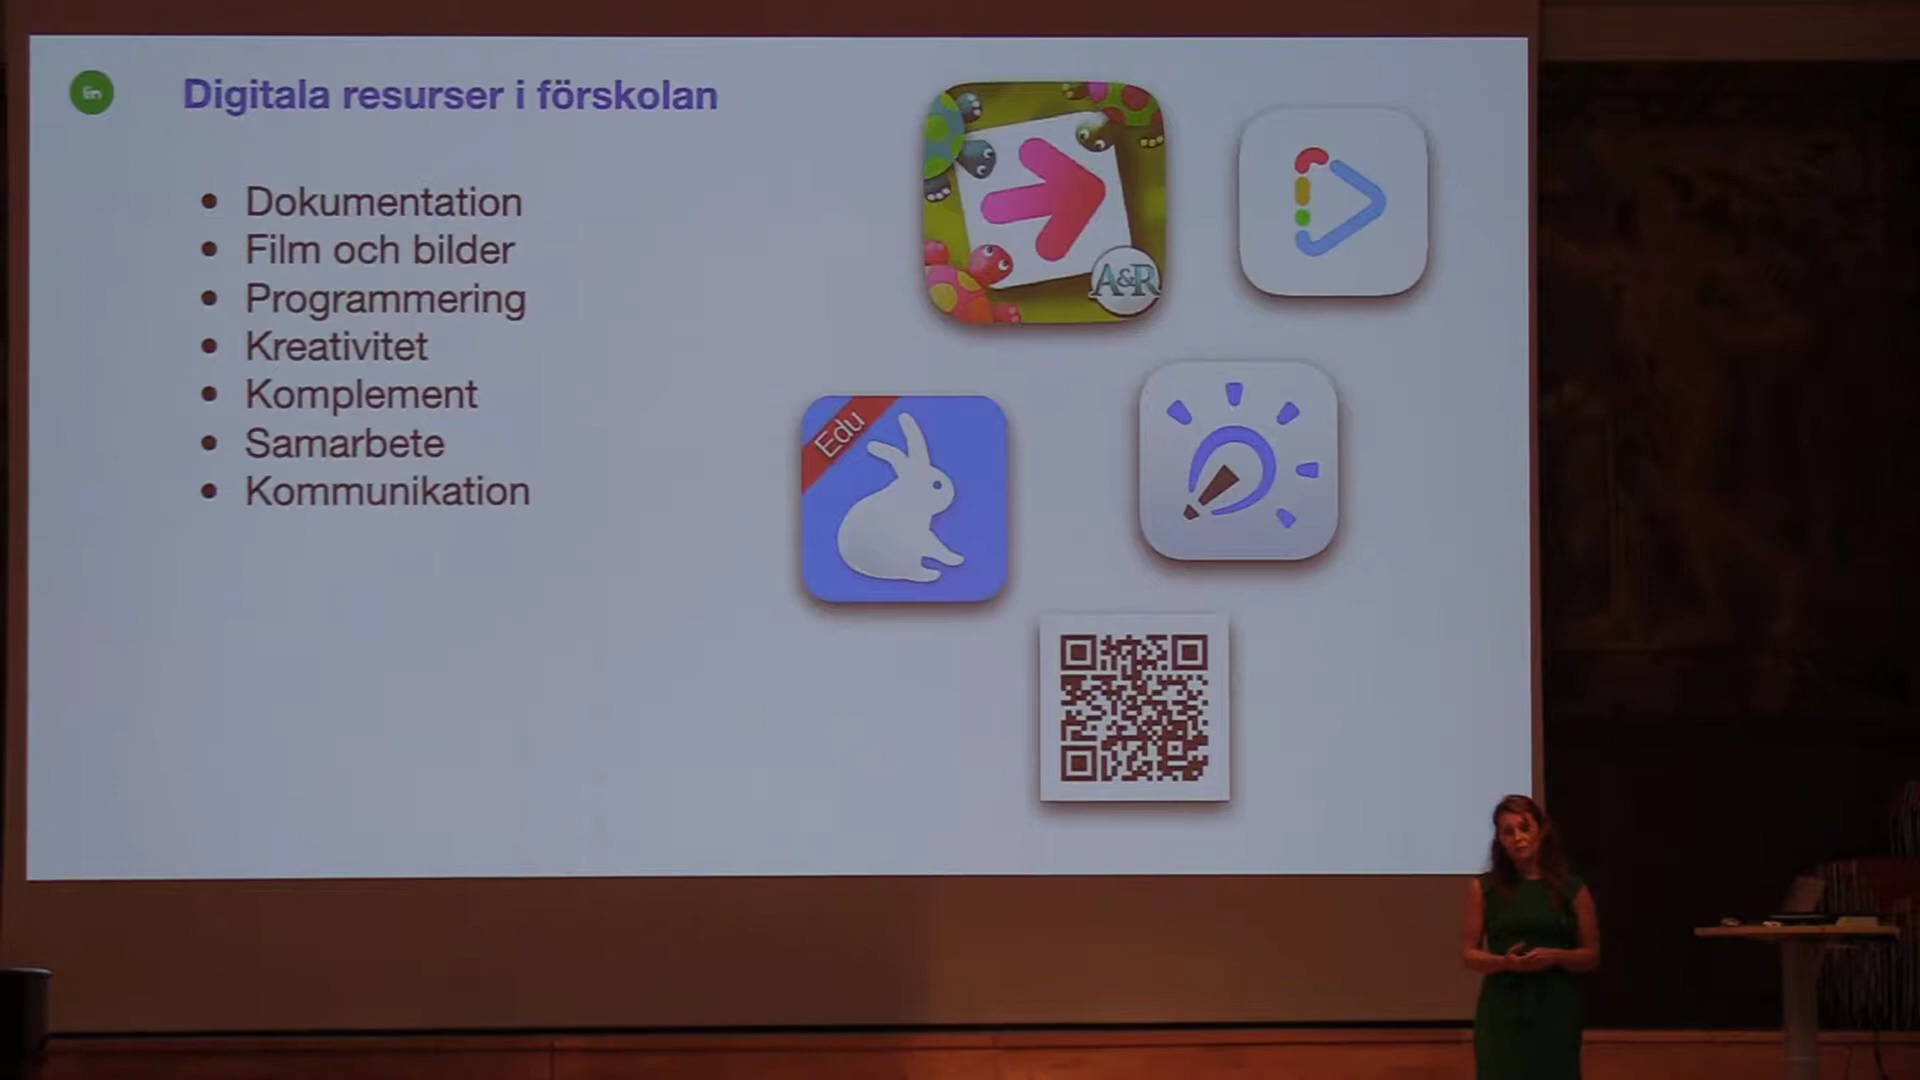 Digitala resurser i förskolan
• Dokumentation
• Film och bilder
• Programmering
• Kreativitet
• Komplement
• Samarbete
• Kommunikation
A&R
Edu